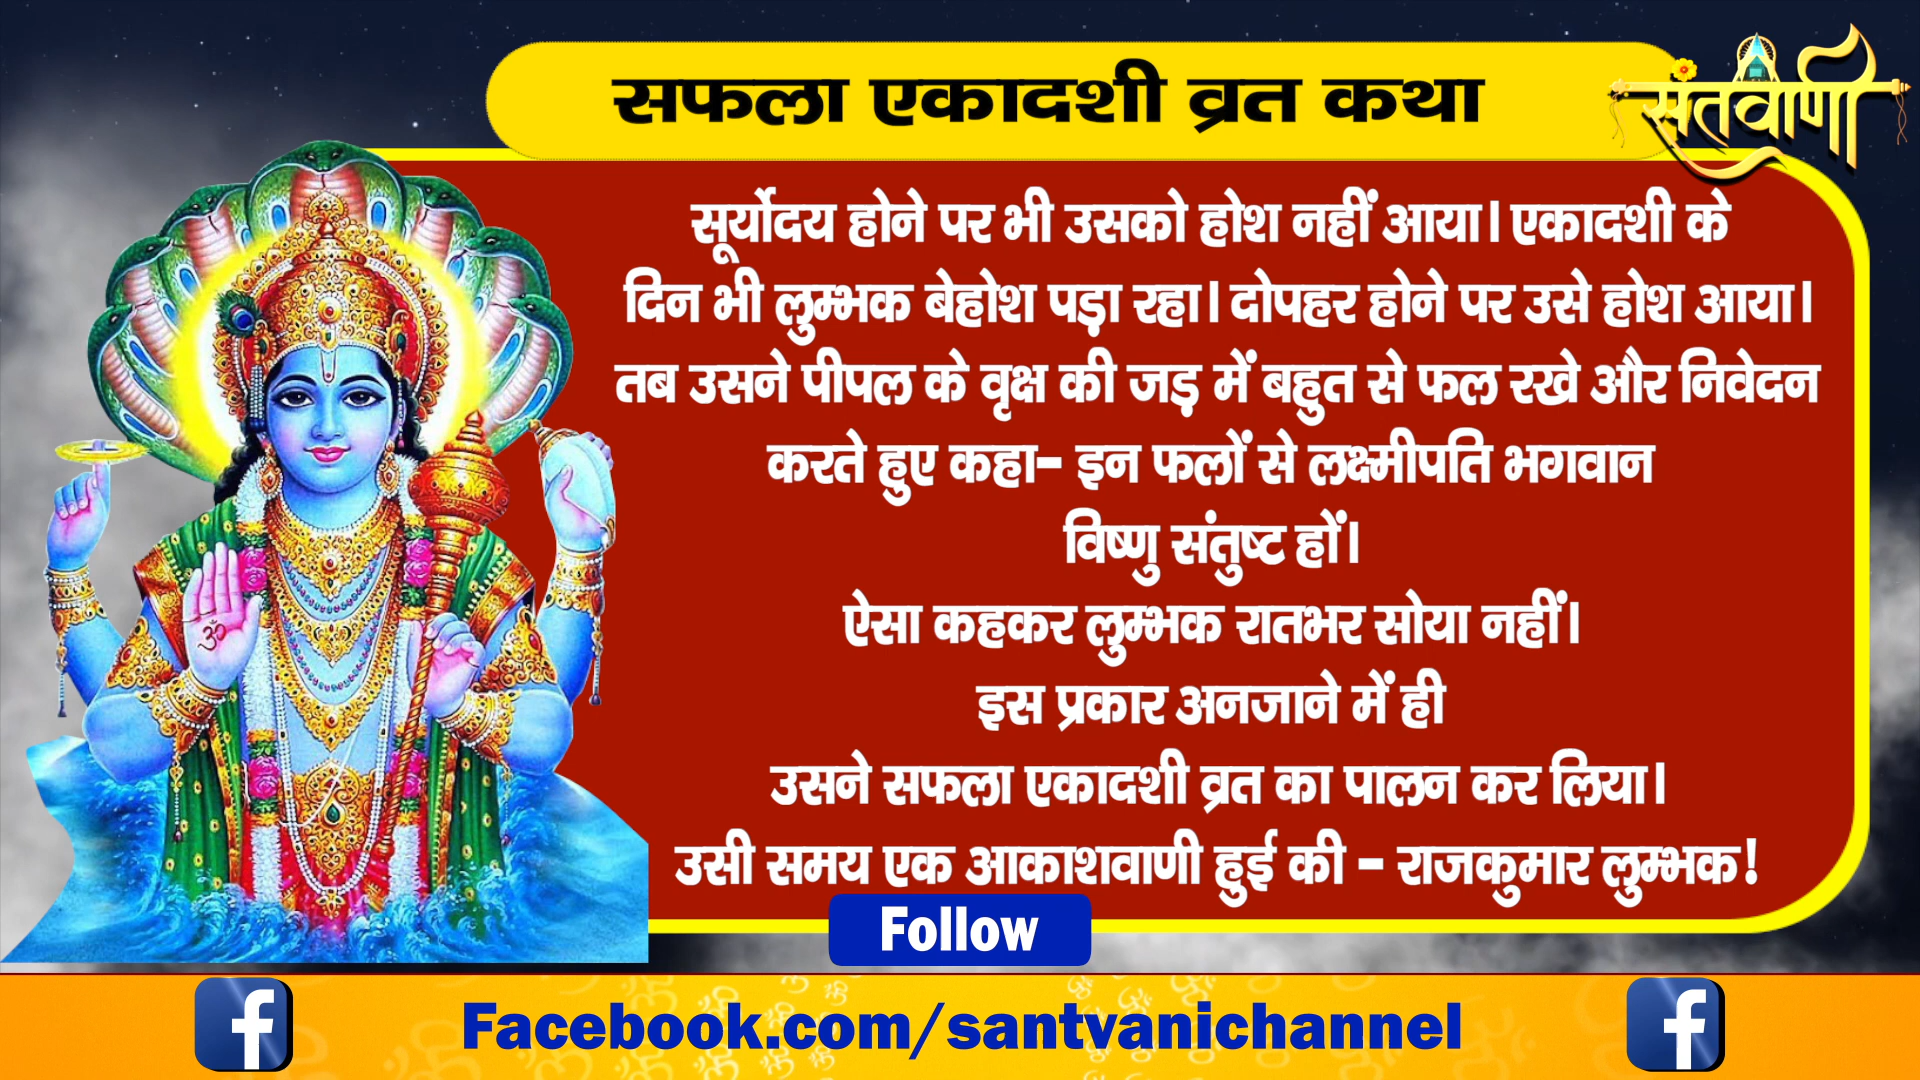 सफला एकादशी व्रत कथा
संतवाणी
सूर्योदय होने पर भी उसको होश नहीं आया। एकादशी के
दिन भी लुम्भक बेहोश पड़ा रहा। दोपहर होने पर उसे होश आया।
तब उसने पीपल के वृक्ष की जड़ में बहुत से फल रखे और निवेदन
करते हुए कहा- इन फलों से लक्ष्मीपति भगवान
विष्णु संतुष्ट हों।
ऐसा कहकर लुम्भक रातभर सोया नहीं।
इस प्रकार अनजाने में ही
उसने सफला एकादशी व्रत का पालन कर लिया।
उसी समय एक आकाशवाणी हुई की - राजकुमार लुम्भक!
ॐ
Follow
Facebook.com/santvanichannel